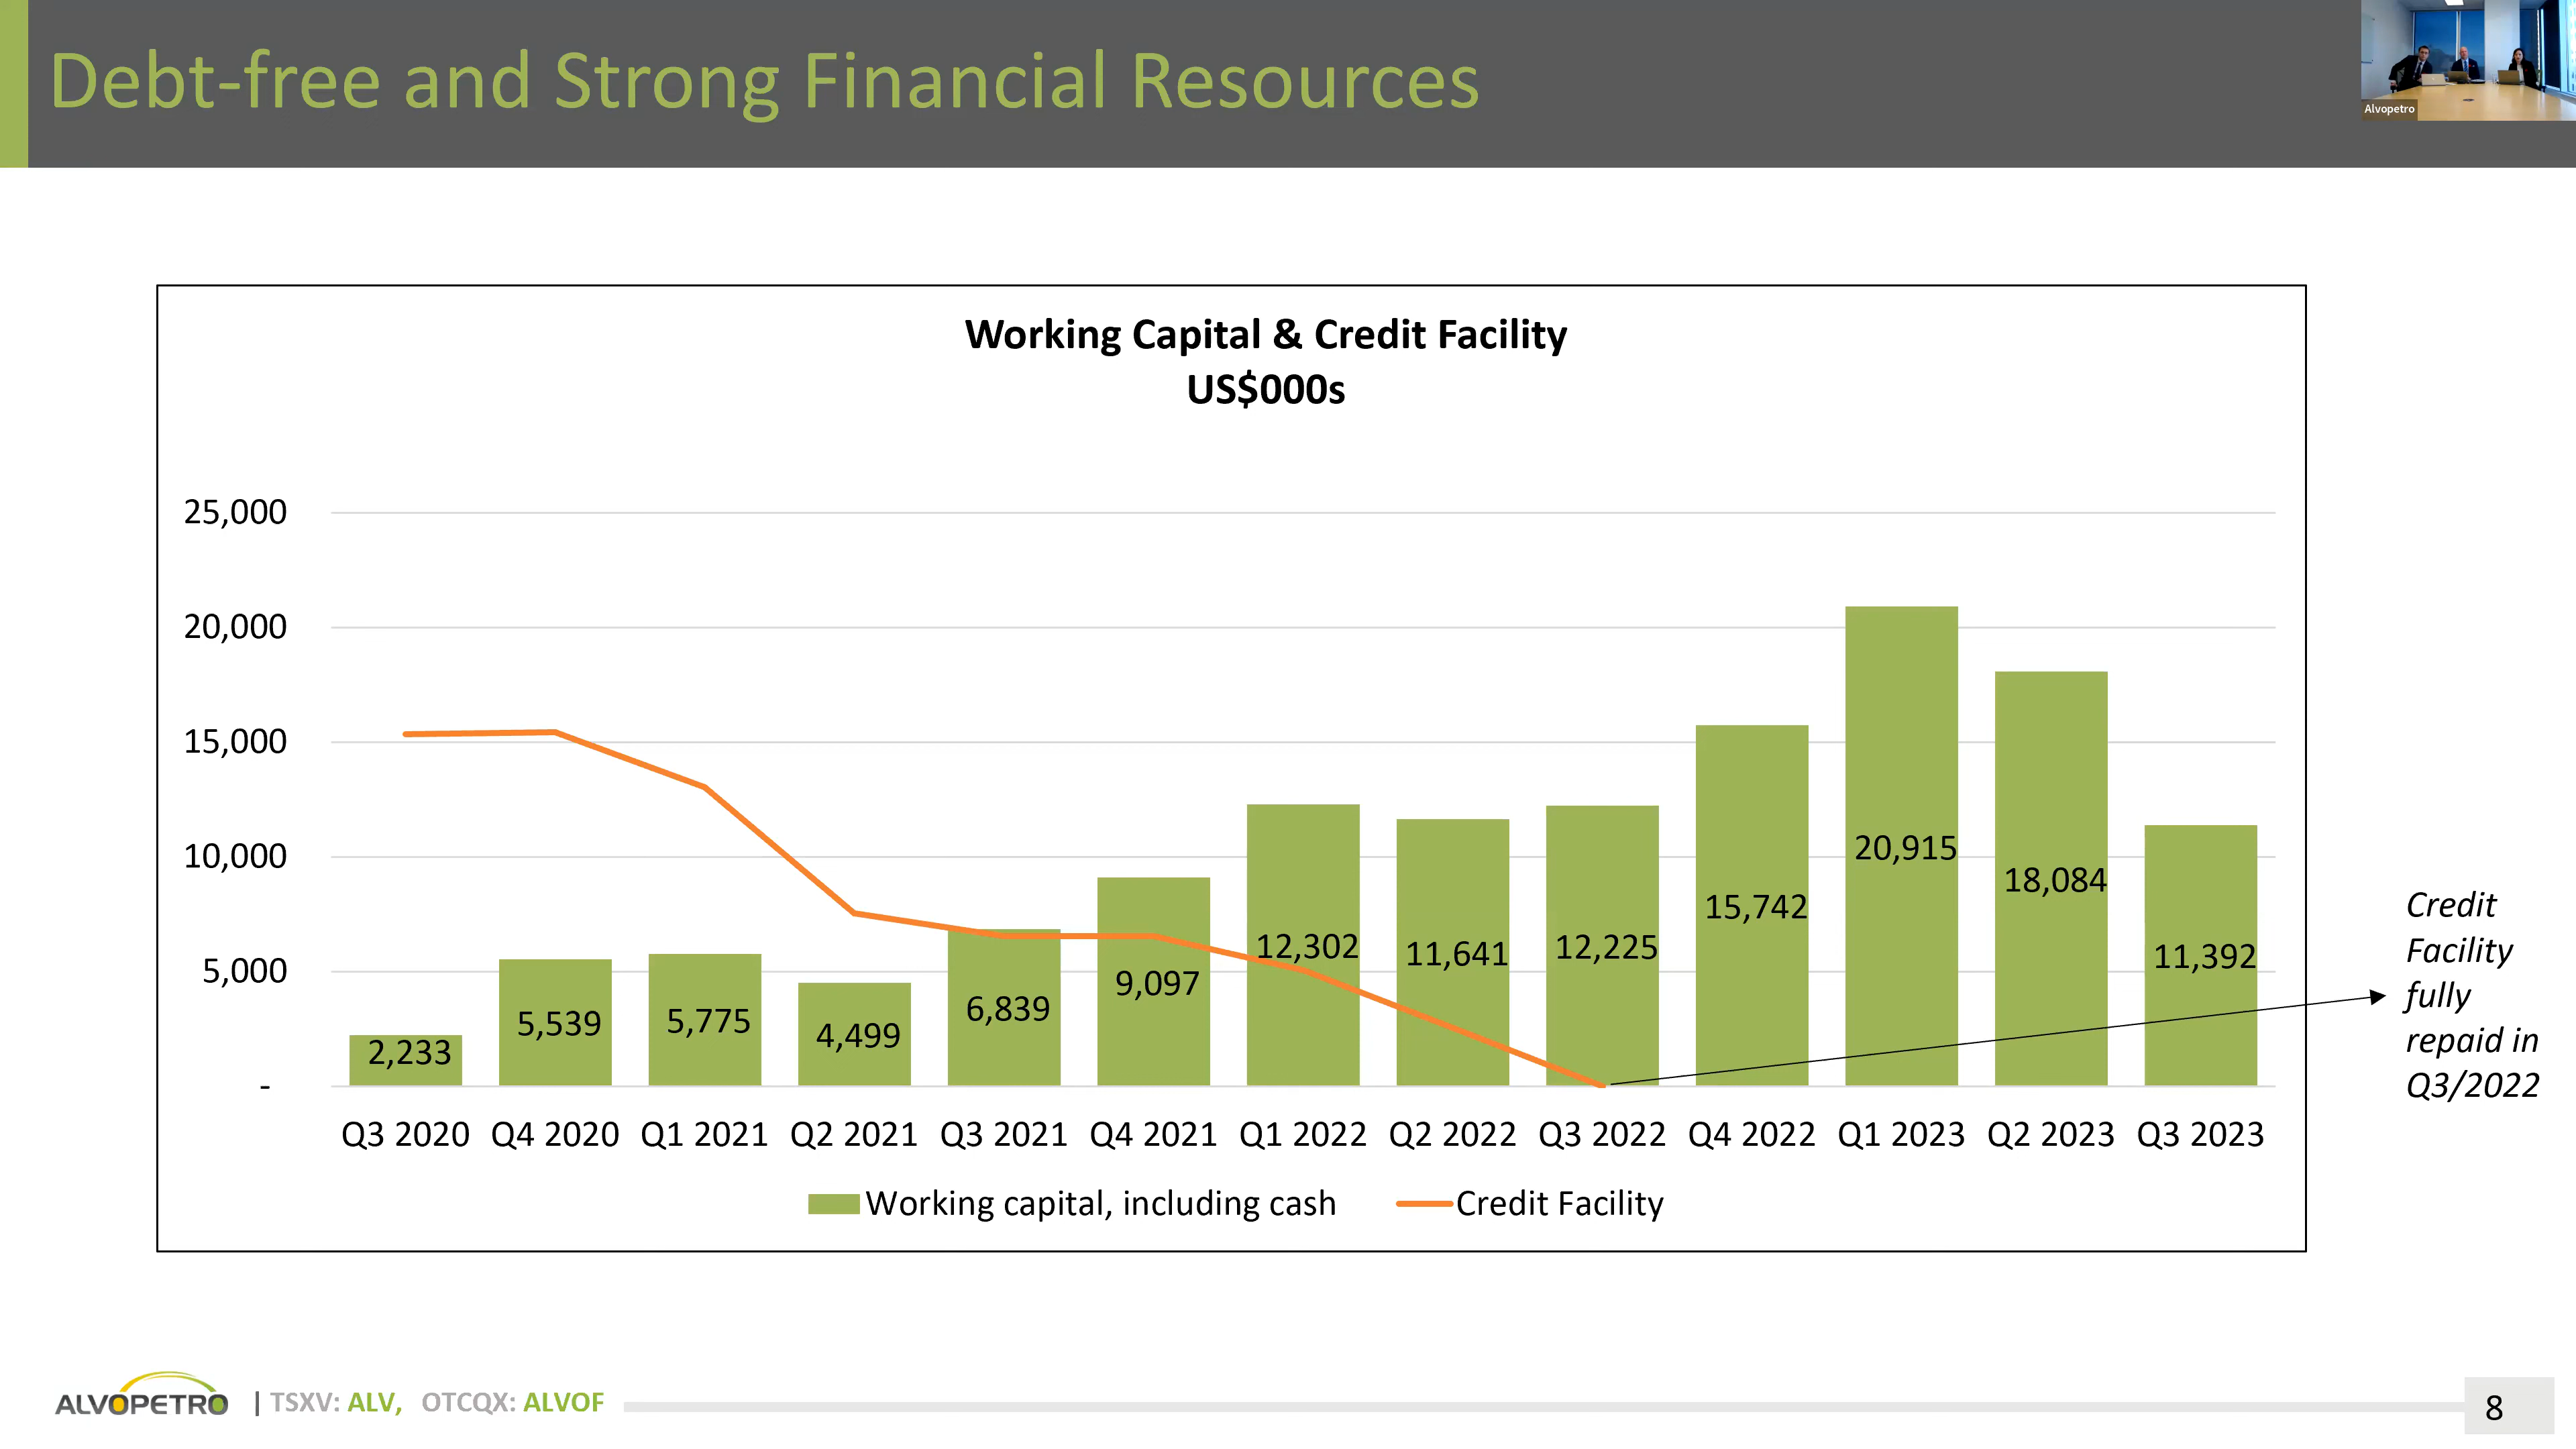 Debt-free and Strong Financial Resources
Alvopetro
Working Capital & Credit Facility
US$000s
25,000
20,000
15,000
10,000
5,000
-
2,233
5,539
5,775
4,499
6,839
9,097
12,302
11,641
12,225
15,742
20,915
18,084
11,392
Q3 2020 Q4 2020 Q1 2021 Q2 2021 Q3 2021 Q4 2021 Q1 2022 Q2 2022 Q3 2022 Q4 2022 Q1 2023 Q2 2023 Q3 2023
Working capital, including cash Credit Facility
Credit
Facility
fully
repaid in
Q3/2022
ALVOPETRO | TSXV: ALV, OTCQX: ALVOF
8